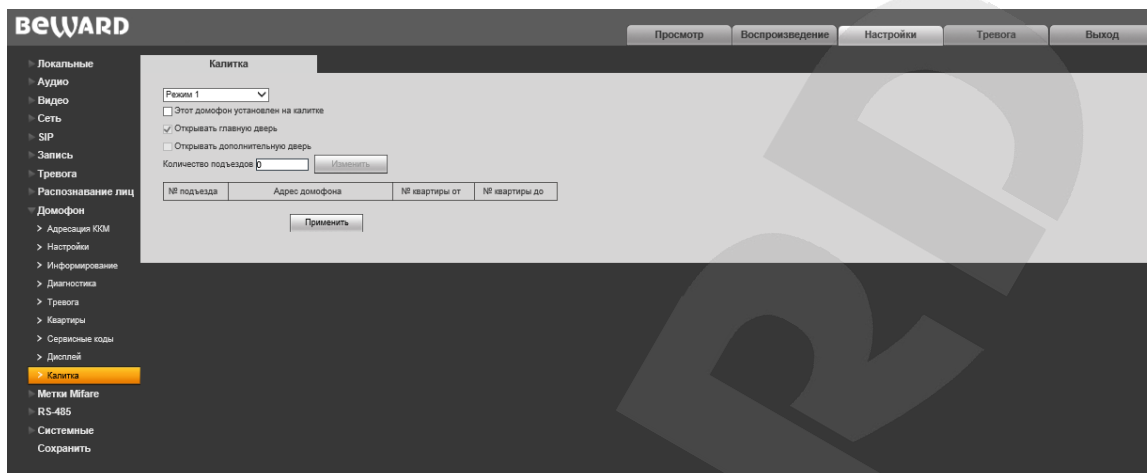 BEWARD
Просмотр Воспроизведение Настройки Тревога Выход
Локальные
Аудио
Видео
Сеть
SIP
Запись
Тревога
Распознавание лиц
Домофон
Адресация ККМ
Настройки
Информирование
Диагностика
Тревога
Квартиры
Сервисные коды
Дисплей
Калитка
Метки Mifare
RS-485
Системные
Сохранить
Калитка
Режим 1
Этот домофон установлен на калитке
Открывать главную дверь
Открывать дополнительную дверь
Количество подъездов 0 Изменить
№ подъезда Адрес домофона № квартиры от № квартиры до
Применить
RD